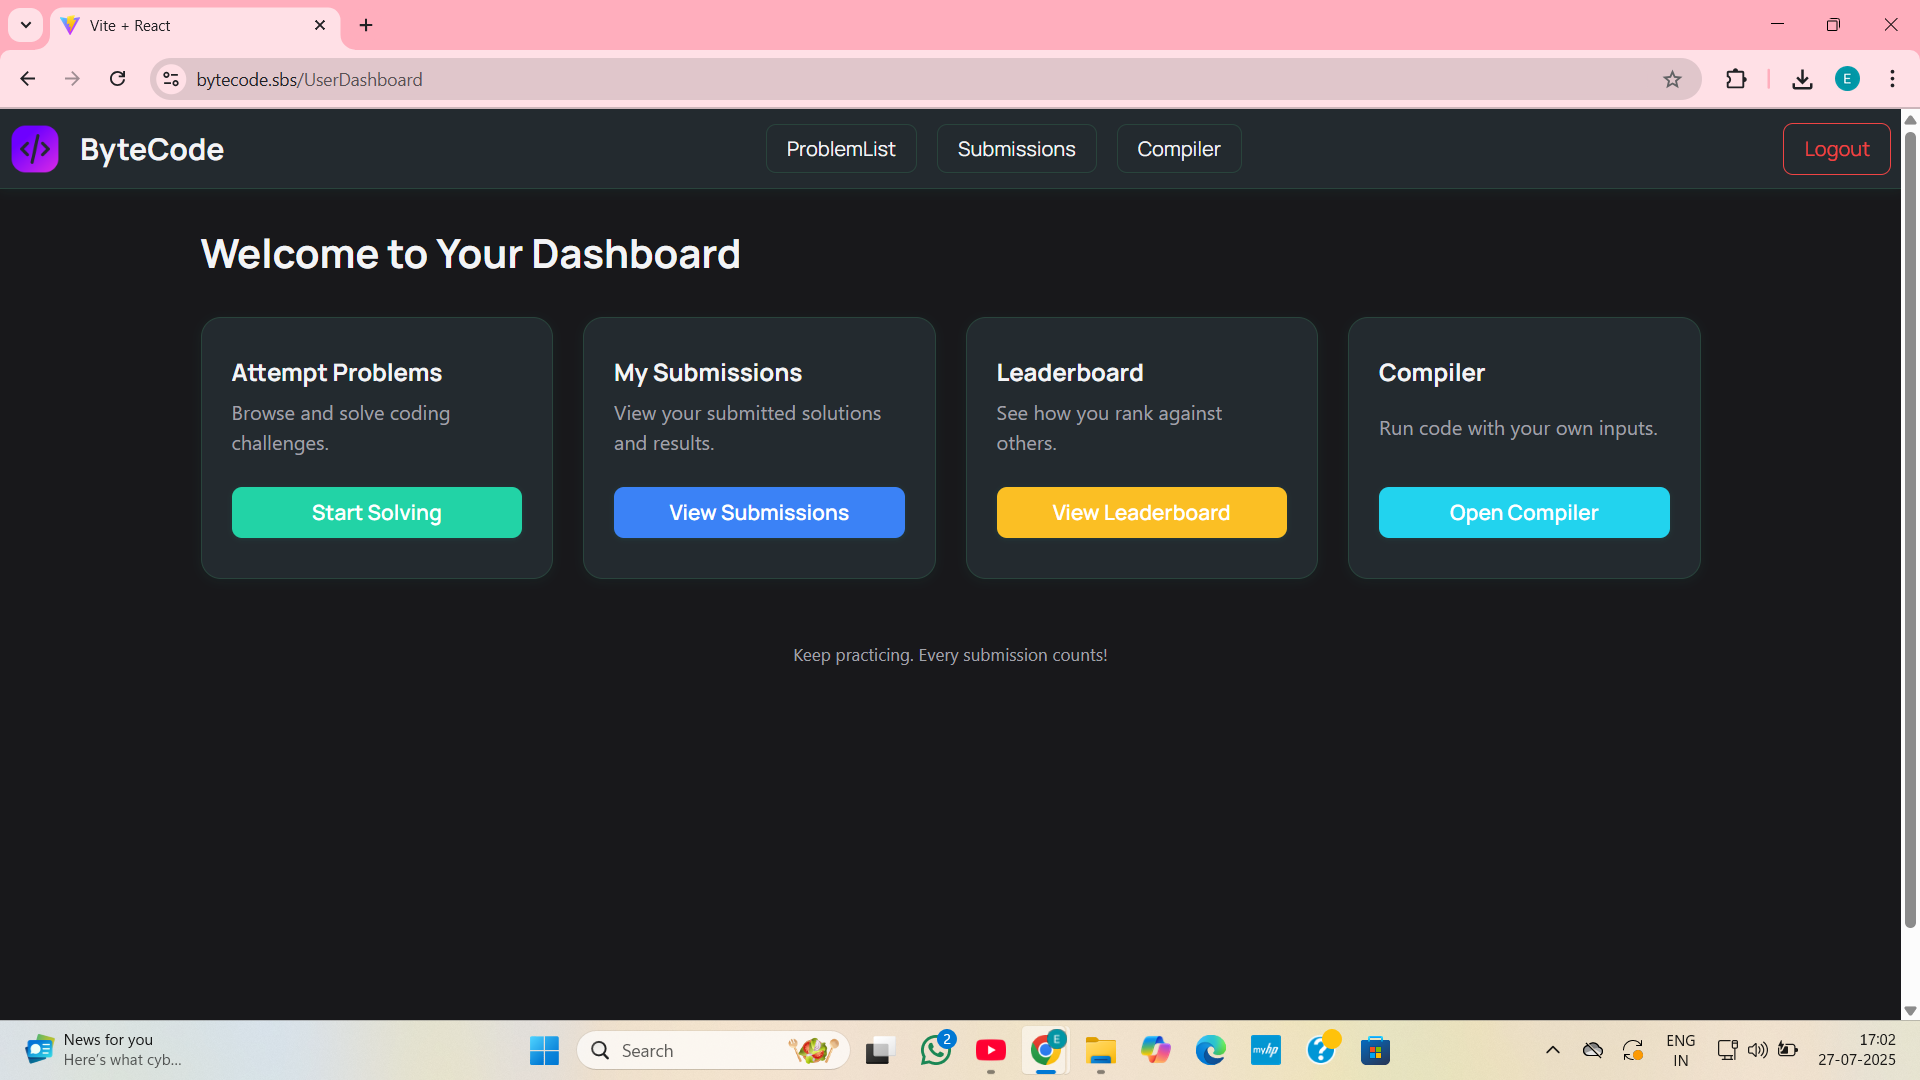 Vite + React
bytecode.sbs/UserDashboard
E
</> ByteCode
ProblemList
Submissions
Compiler
Logout
Welcome to Your Dashboard
Attempt Problems
Browse and solve coding
challenges.
Start Solving
My Submissions
View your submitted solutions
and results.
View Submissions
Leaderboard
See how you rank against
others.
View Leaderboard
Compiler
Run code with your own inputs.
Open Compiler
Keep practicing. Every submission counts!
News for you
Here's what cyb...
Search
2
E
myhp
?
ENG
IN
17:02
27-07-2025